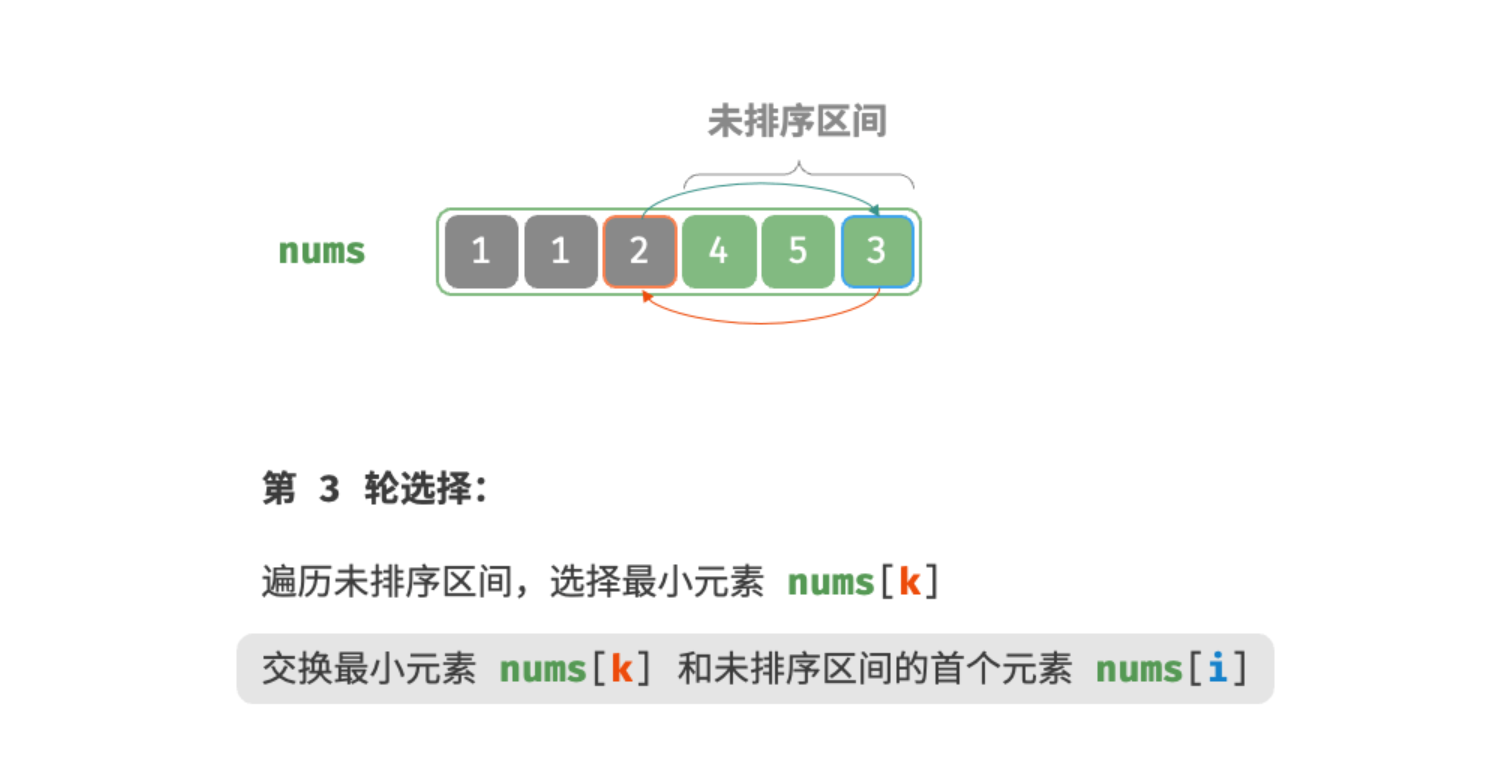 未排序区间
nums 1 1 2 4 5 3
第 3 轮选择：
遍历未排序区间，选择最小元素 nums[k]
交换最小元素 nums[k] 和未排序区间的首个元素 nums[i]